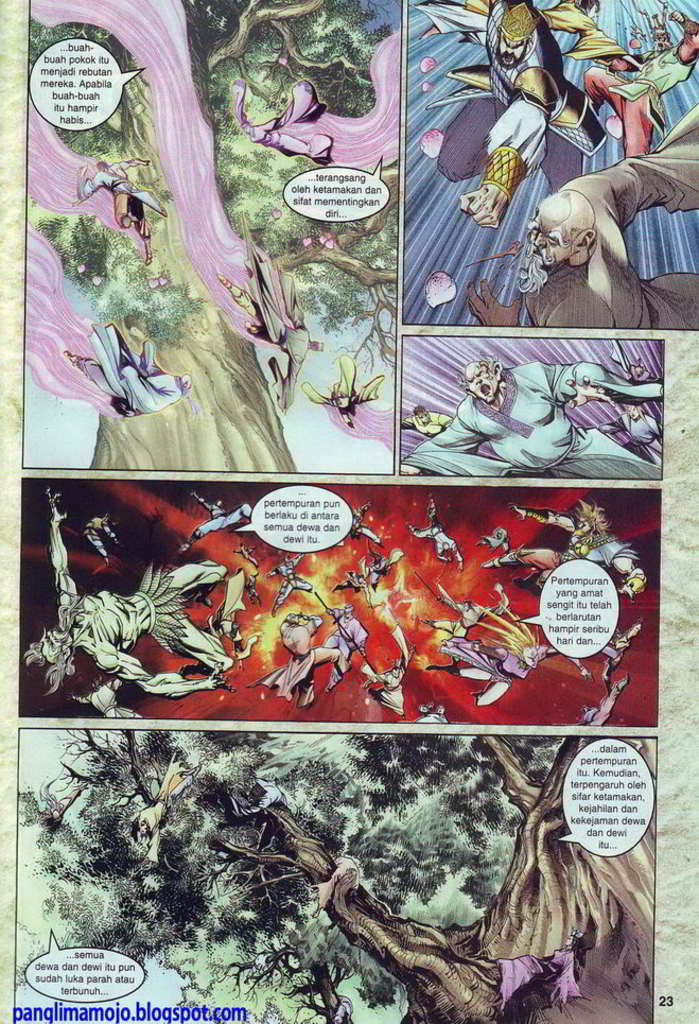 ...buah-
buah pokok itu
menjadi rebutan
mereka. Apabila
buah-buah
itu hampir
habis...
...terangsang
oleh ketamakan dan
sifat mementingkan
diri...
...
pertempuran pun
berlaku di antara
semua dewa dan
dewi itu.
Pertempuran
yang amat
sengit itu telah
berlarutan
hampir seribu
hari dan...
...dalam
pertempuran
itu. Kemudian,
terpengaruh oleh
sifar ketamakan,
kejahilan dan
kekejaman dewa
dan dewi
itu...
...semua
dewa dan dewi itu pun
sudah luka parah atau
terbunuh...
23
panglimamojo.blogspot.com